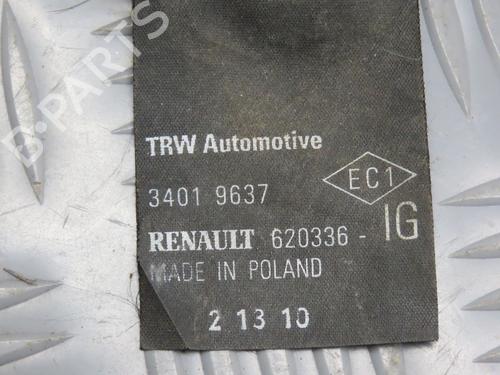 B-PARTS
TRW Automotive
3401 9637
EC1
RENAULT 620336 - IG
MADE IN POLAND
2 13 10